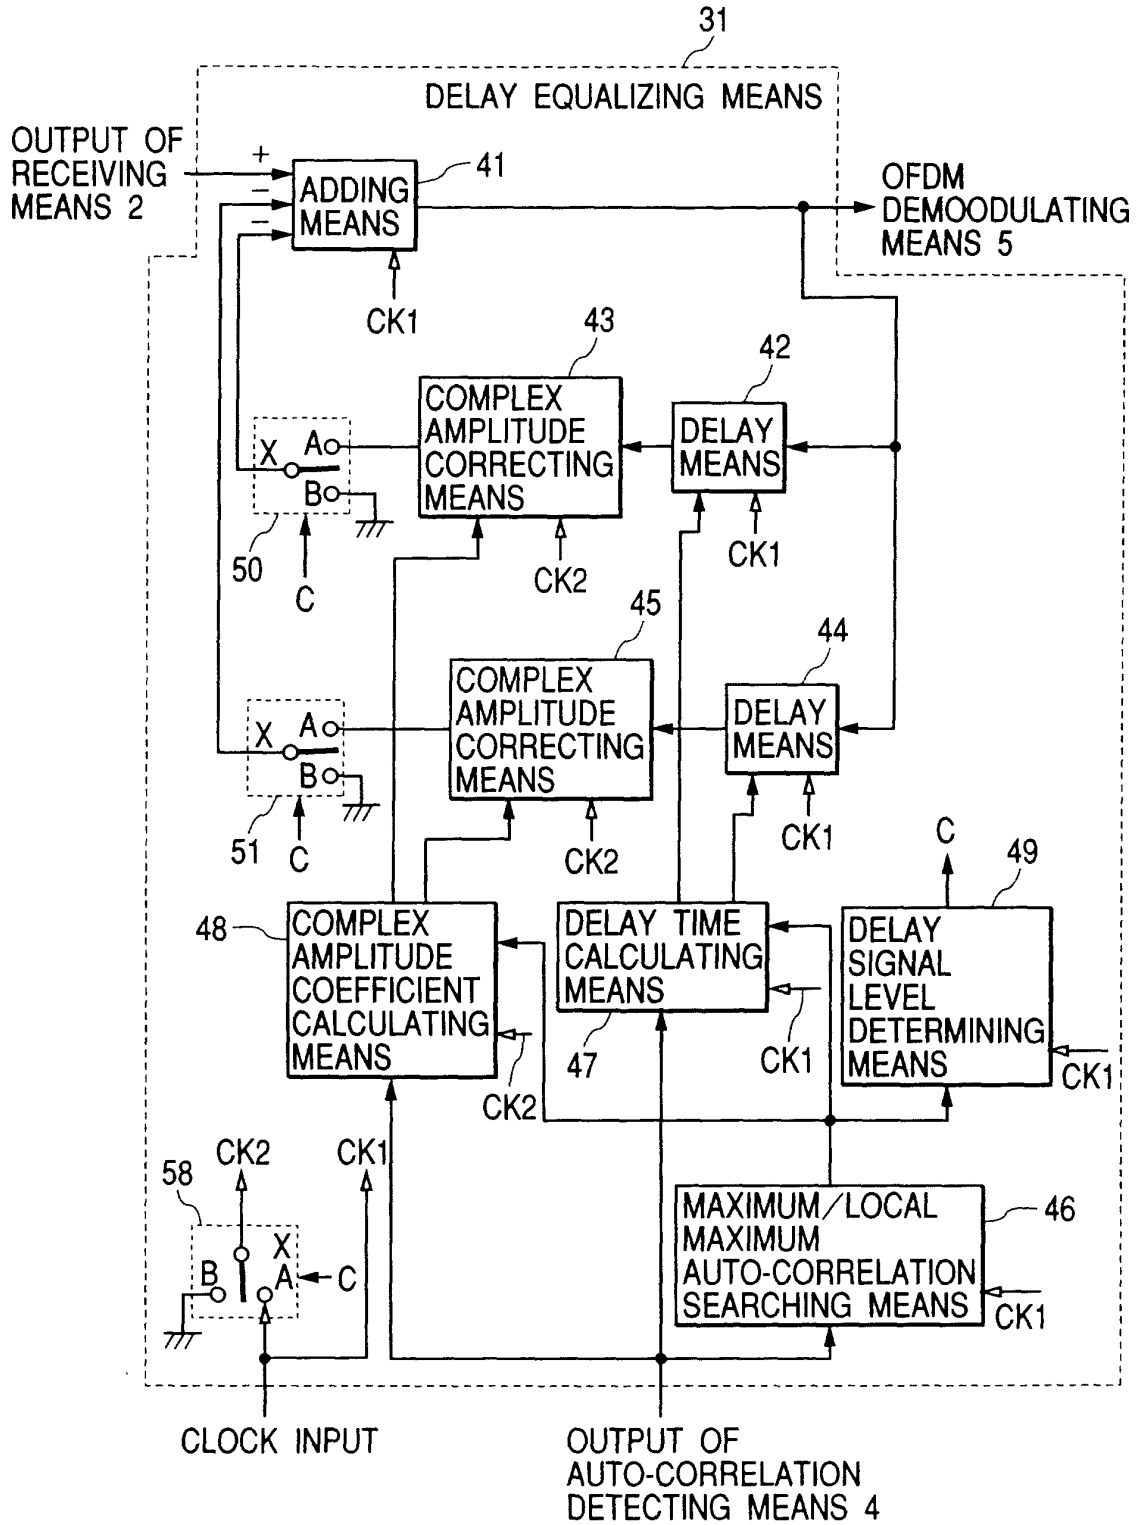 31
DELAY EQUALIZING MEANS
OUTPUT OF
RECEIVING
MEANS 2
+
−
−
ADDING
MEANS
41
OFDM
DEMOODULATING
MEANS 5
CK1
43
42
COMPLEX
AMPLITUDE
CORRECTING
MEANS
DELAY
MEANS
X
A
B
50
C
CK2
CK1
45
44
COMPLEX
AMPLITUDE
CORRECTING
MEANS
DELAY
MEANS
X
A
B
51
C
CK2
CK1
C
49
48
COMPLEX
AMPLITUDE
COEFFICIENT
CALCULATING
MEANS
CK2
DELAY TIME
CALCULATING
MEANS
47
CK1
DELAY
SIGNAL
LEVEL
DETERMINING
MEANS
CK1
58
CK2
CK1
X
B
A
C
MAXIMUM/LOCAL
MAXIMUM
AUTO-CORRELATION
SEARCHING MEANS
46
CK1
CLOCK INPUT
OUTPUT OF
AUTO-CORRELATION
DETECTING MEANS 4